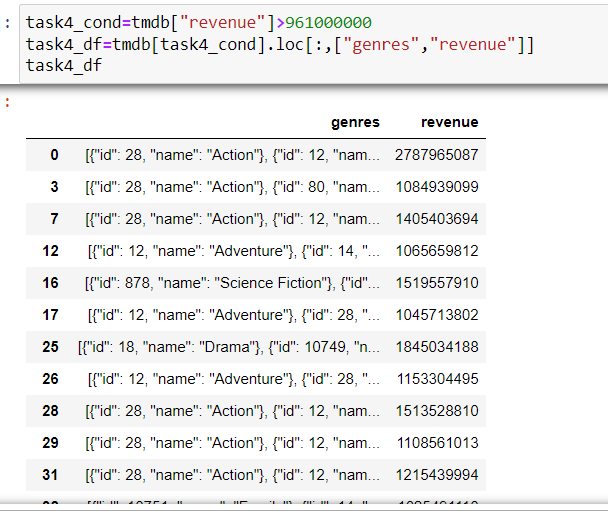 : task4_cond=tmdb["revenue"]>961000000
task4_df=tmdb[task4_cond].loc[:,["genres","revenue"]]
task4_df
:
genres revenue
0 [{"id": 28, "name": "Action"}, {"id": 12, "nam... 2787965087
3 [{"id": 28, "name": "Action"}, {"id": 80, "nam... 1084939099
7 [{"id": 28, "name": "Action"}, {"id": 12, "nam... 1405403694
12 [{"id": 12, "name": "Adventure"}, {"id": 14, "... 1065659812
16 [{"id": 878, "name": "Science Fiction"}, {"id"... 1519557910
17 [{"id": 12, "name": "Adventure"}, {"id": 28, "... 1045713802
25 [{"id": 18, "name": "Drama"}, {"id": 10749, "n... 1845034188
26 [{"id": 12, "name": "Adventure"}, {"id": 28, "... 1153304495
28 [{"id": 28, "name": "Action"}, {"id": 12, "nam... 1513528810
29 [{"id": 28, "name": "Action"}, {"id": 12, "nam... 1108561013
31 [{"id": 28, "name": "Action"}, {"id": 12, "nam... 1215439994